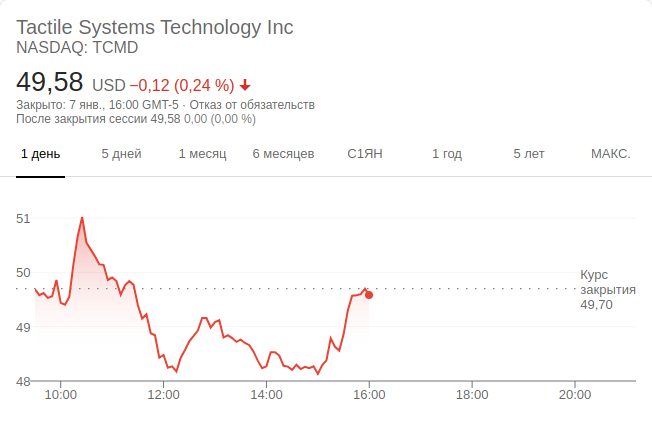 Tactile Systems Technology Inc
NASDAQ: TCMD
49,58 USD −0,12 (0,24 %)
Закрыто: 7 янв., 16:00 GMT-5 · Отказ от обязательств
После закрытия сессии 49,58 0,00 (0,00 %)
1 день 5 дней 1 месяц 6 месяцев С1ЯН 1 год 5 лет МАКС.
51
50
49
48
Курс
закрытия
49,70
10:00 12:00 14:00 16:00 18:00 20:00